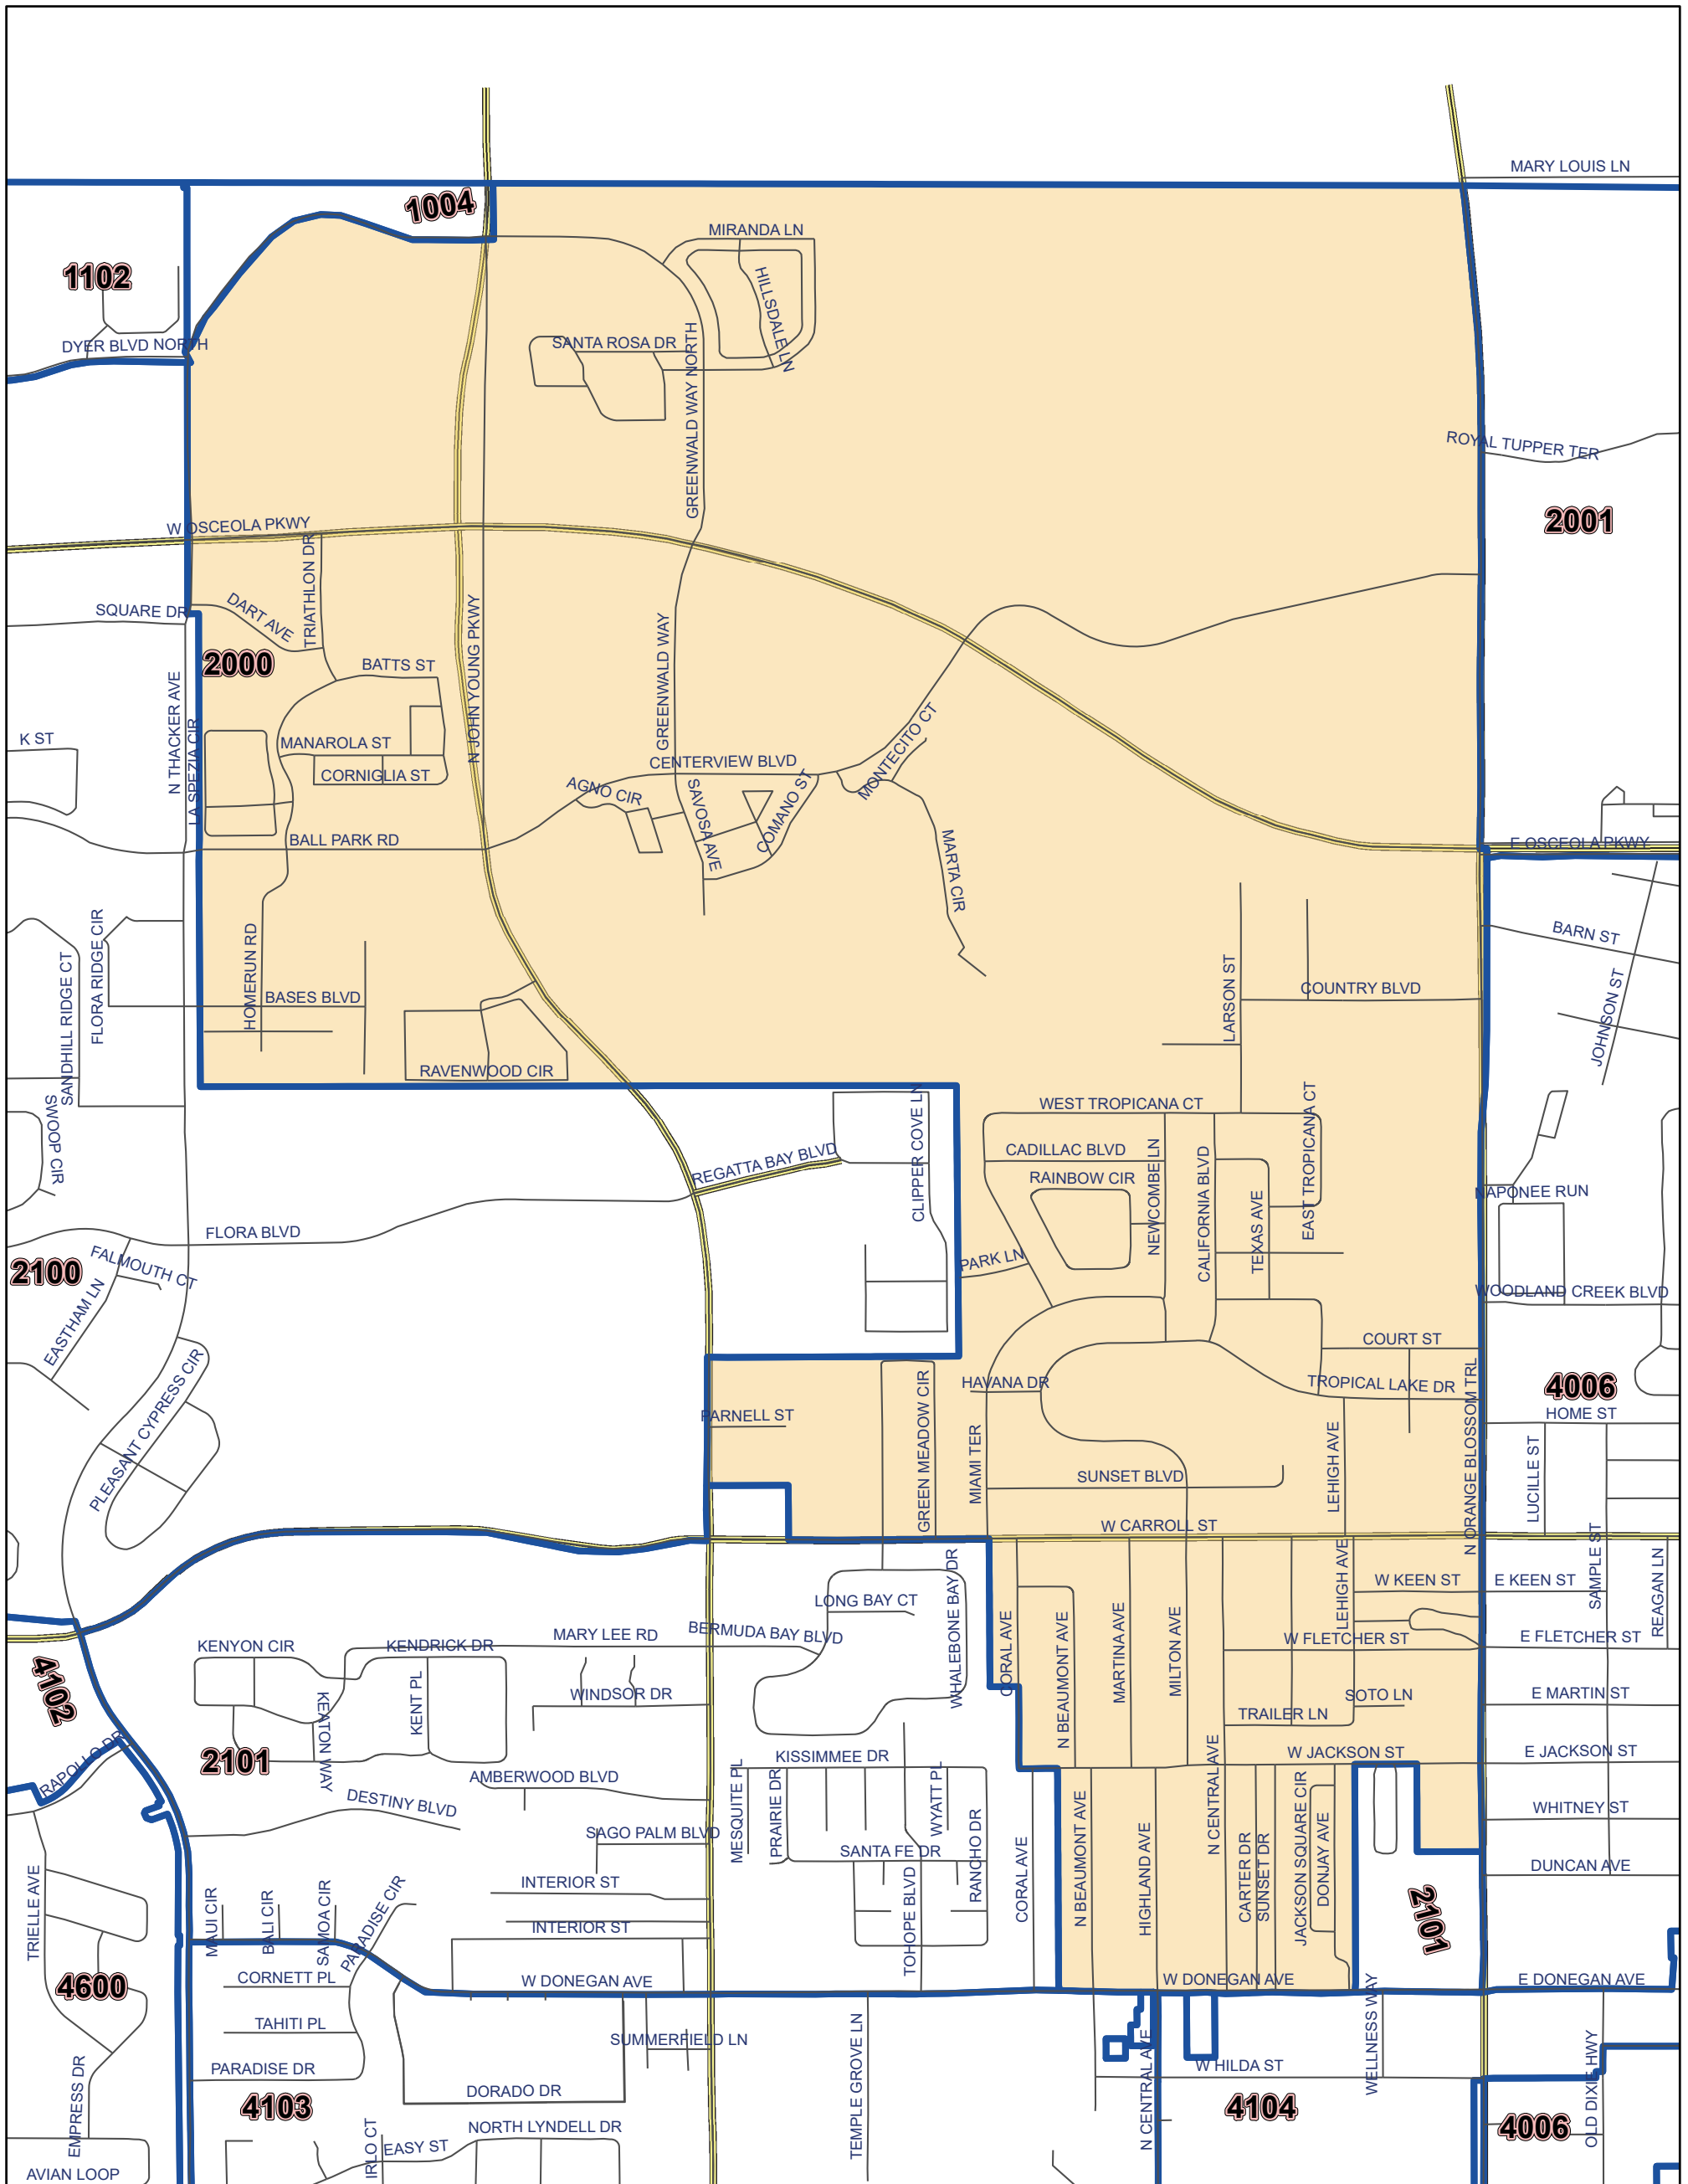 MARY LOUIS LN
1004
MIRANDA LN
1102
HILLSDALE LN
DYER BLVD NORTH
SANTA ROSA DR
GREENWALD WAY NORTH
ROYAL TUPPER TER
2001
W OSCEOLA PKWY
TRIATHLON DR
SQUARE DR
DART AVE
2000
BATTS ST
N JOHN YOUNG PKWY
GREENWALD WAY
N THACKER AVE
LA SPEZIA CIR
K ST
MANAROLA ST
CORNIGLIA ST
CENTERVIEW BLVD
MONTECITO CT
AGNO CIR
SAVOSA AVE
COMANO ST
BALL PARK RD
MARTA CIR
E OSCEOLA PKWY
BARN ST
FLORA RIDGE CIR
SANDHILL RIDGE CT
HOMERUN RD
BASES BLVD
LARSON ST
COUNTRY BLVD
JOHNSON ST
RAVENWOOD CIR
SWOOP CIR
CLIPPER COVE LN
WEST TROPICANA CT
EAST TROPICANA CT
CADILLAC BLVD
REGATTA BAY BLVD
RAINBOW CIR
NEWCOMBE LN
CALIFORNIA BLVD
TEXAS AVE
NAPONEE RUN
FLORA BLVD
2100
FALMOUTH CT
PARK LN
EASTHAM LN
WOODLAND CREEK BLVD
COURT ST
PLEASANT CYPRESS CIR
HAVANA DR
TROPICAL LAKE DR
4006
PARNELL ST
GREEN MEADOW CIR
MIAMI TER
HOME ST
LEHIGH AVE
N ORANGE BLOSSOM TRL
LUCILLE ST
SUNSET BLVD
W CARROLL ST
SAMPLE ST
REAGAN LN
LEHIGH AVE
W KEEN ST
E KEEN ST
LONG BAY CT
WHALEBONE BAY DR
CORAL AVE
N BEAUMONT AVE
MARTINA AVE
MILTON AVE
KENYON CIR
KENDRICK DR
MARY LEE RD
BERMUDA BAY BLVD
W FLETCHER ST
E FLETCHER ST
4102
KEATON WAY
KENT PL
WINDSOR DR
SOTO LN
E MARTIN ST
TRAILER LN
RAPOLLO DR
2101
KISSIMMEE DR
N CENTRAL AVE
W JACKSON ST
E JACKSON ST
AMBERWOOD BLVD
MESQUITE PL
PRAIRIE DR
WYATT PL
RANCHO DR
DESTINY BLVD
WHITNEY ST
SAGO PALM BLVD
SANTA FE DR
CORAL AVE
N BEAUMONT AVE
HIGHLAND AVE
CARTER DR
SUNSET DR
JACKSON SQUARE CIR
DONJAY AVE
DUNCAN AVE
TRIELLE AVE
MAUI CIR
BALI CIR
SAMOA CIR
PARADISE CIR
INTERIOR ST
INTERIOR ST
TOHOPE BLVD
2101
4600
CORNETT PL
W DONEGAN AVE
W DONEGAN AVE
E DONEGAN AVE
TAHITI PL
SUMMERFIELD LN
TEMPLE GROVE LN
N CENTRAL AVE
WELLNESS WAY
OLD DIXIE HWY
PARADISE DR
W HILDA ST
EMPRESS DR
4103
DORADO DR
4104
4006
NORTH LYNDELL DR
IRLO CT
EASY ST
AVIAN LOOP